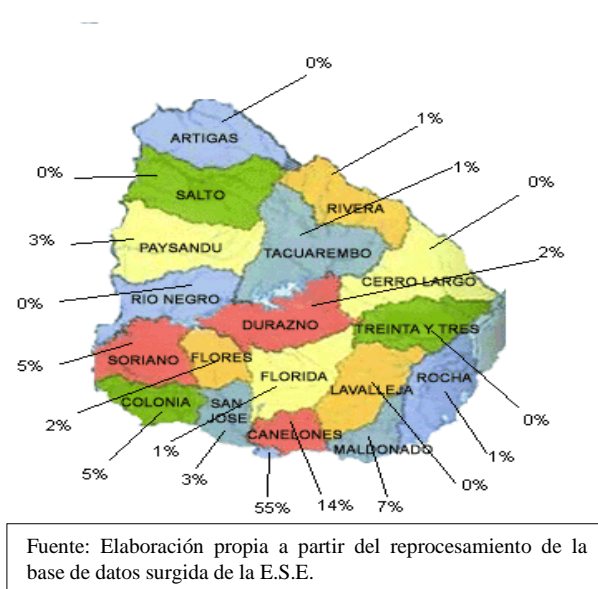 0%
ARTIGAS
1%
1%
0%
SALTO
0%
RIVERA
3%
PAYSANDU
TACUAREMBO
2%
CERRO LARGO
RIO NEGRO
0%
DURAZNO
TREINTA Y TRES
SORIANO
FLORES
5%
FLORIDA
LAVALLEJA
ROCHA
COLONIA
SAN
JOSE
2%
CANELONES
0%
1%
MALDONADO
1%
5%
3%
0%
55%
14%
7%
Fuente: Elaboración propia a partir del reprocesamiento de la
base de datos surgida de la E.S.E.